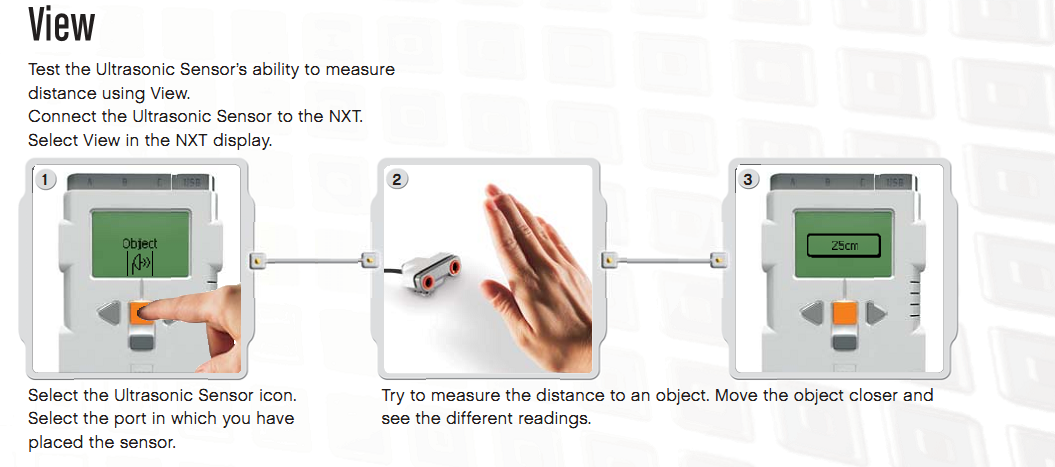 View
Test the Ultrasonic Sensor's ability to measure
distance using View.
Connect the Ultrasonic Sensor to the NXT.
Select View in the NXT display.
1
A B C USB
Object
2
3
A B C USB
25cm
Select the Ultrasonic Sensor icon.
Select the port in which you have
placed the sensor.
Try to measure the distance to an object. Move the object closer and
see the different readings.